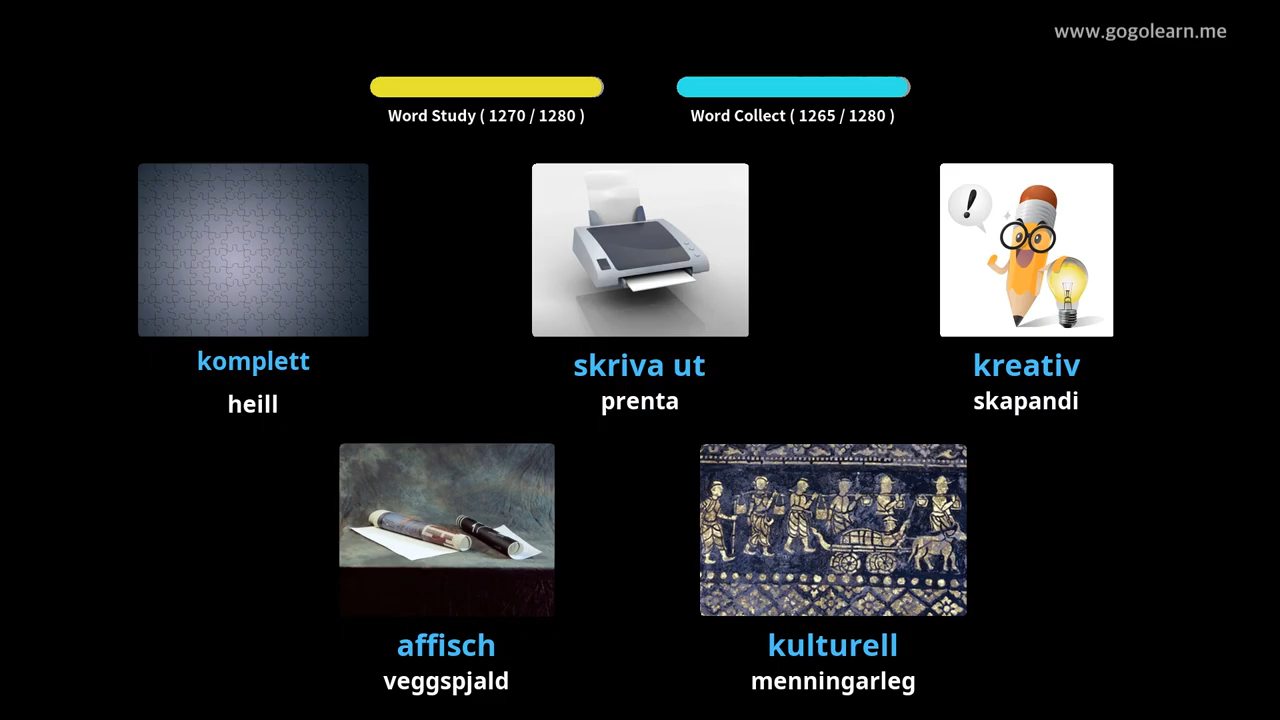 www.gogolearn.me
Word Study ( 1270 / 1280 )
Word Collect ( 1265 / 1280 )
komplett
heill
skriva ut
prenta
kreativ
skapandi
affisch
veggspjald
kulturell
menningarleg